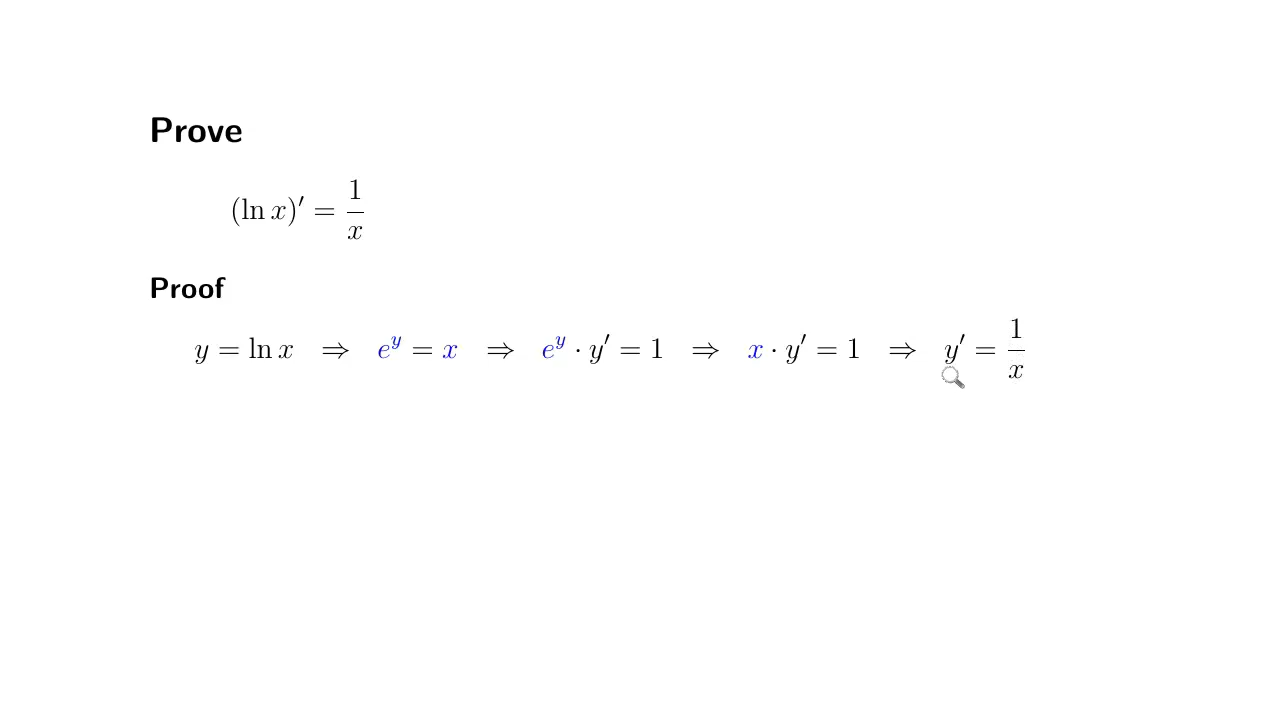 Prove
(ln x)′ = 1/x
Proof
y = ln x ⇒ e^y = x ⇒ e^y · y′ = 1 ⇒ x · y′ = 1 ⇒ y′ = 1/x